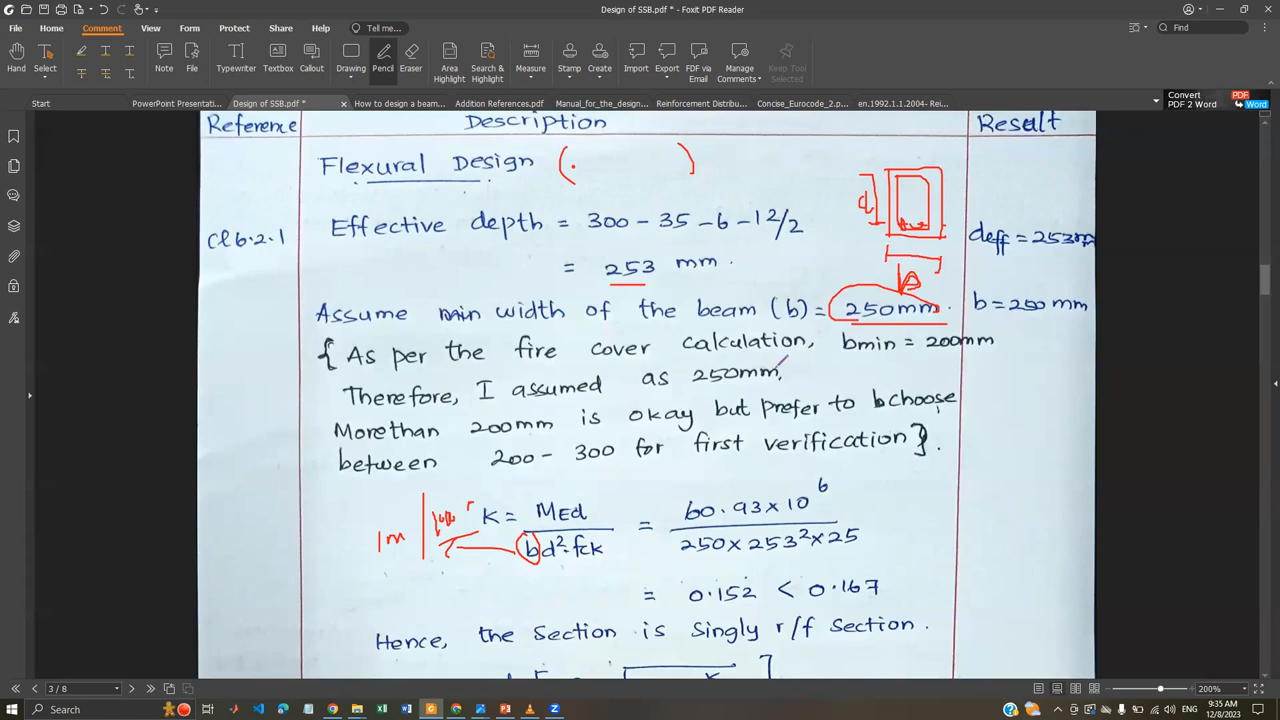 Design of SSB.pdf * - Foxit PDF Reader
File Home Comment View Form Protect Share Help Tell me... Find
Hand Select Note File Typewriter Textbox Callout Drawing Pencil Eraser Area Highlight Search & Highlight Measure Stamp Create Import Export FDF via Email Manage Comments Keep Tool Selected
Start PowerPoint Presentati... Design of SSB.pdf * How to design a beam... Addition References.pdf Manual_for_the_design... Reinforcement Distribu... Concise_Eurocode_2.p... en.1992.1.1.2004- Rei... Convert PDF 2 Word PDF Word
Reference Description Result
Flexural Design ( )
d
Effective depth = 300 - 35 - 6 - 12/2
Cl 6.2.1
deff = 253mm
= 253 mm.
b
Assume min width of the beam (b) = 250mm. b = 250 mm
{ As per the fire cover calculation, bmin = 200mm
Therefore, I assumed as 250mm,
More than 200mm is okay but prefer to choose
between 200 - 300 for first verification }.
1m K = MEd / bd².fck = 60.93 x 10⁶ / 250 x 253² x 25
= 0.152 < 0.167
Hence, the Section is Singly r/f section.
3 / 8 200%
Search 9:35 AM
ENG
12/8/2023